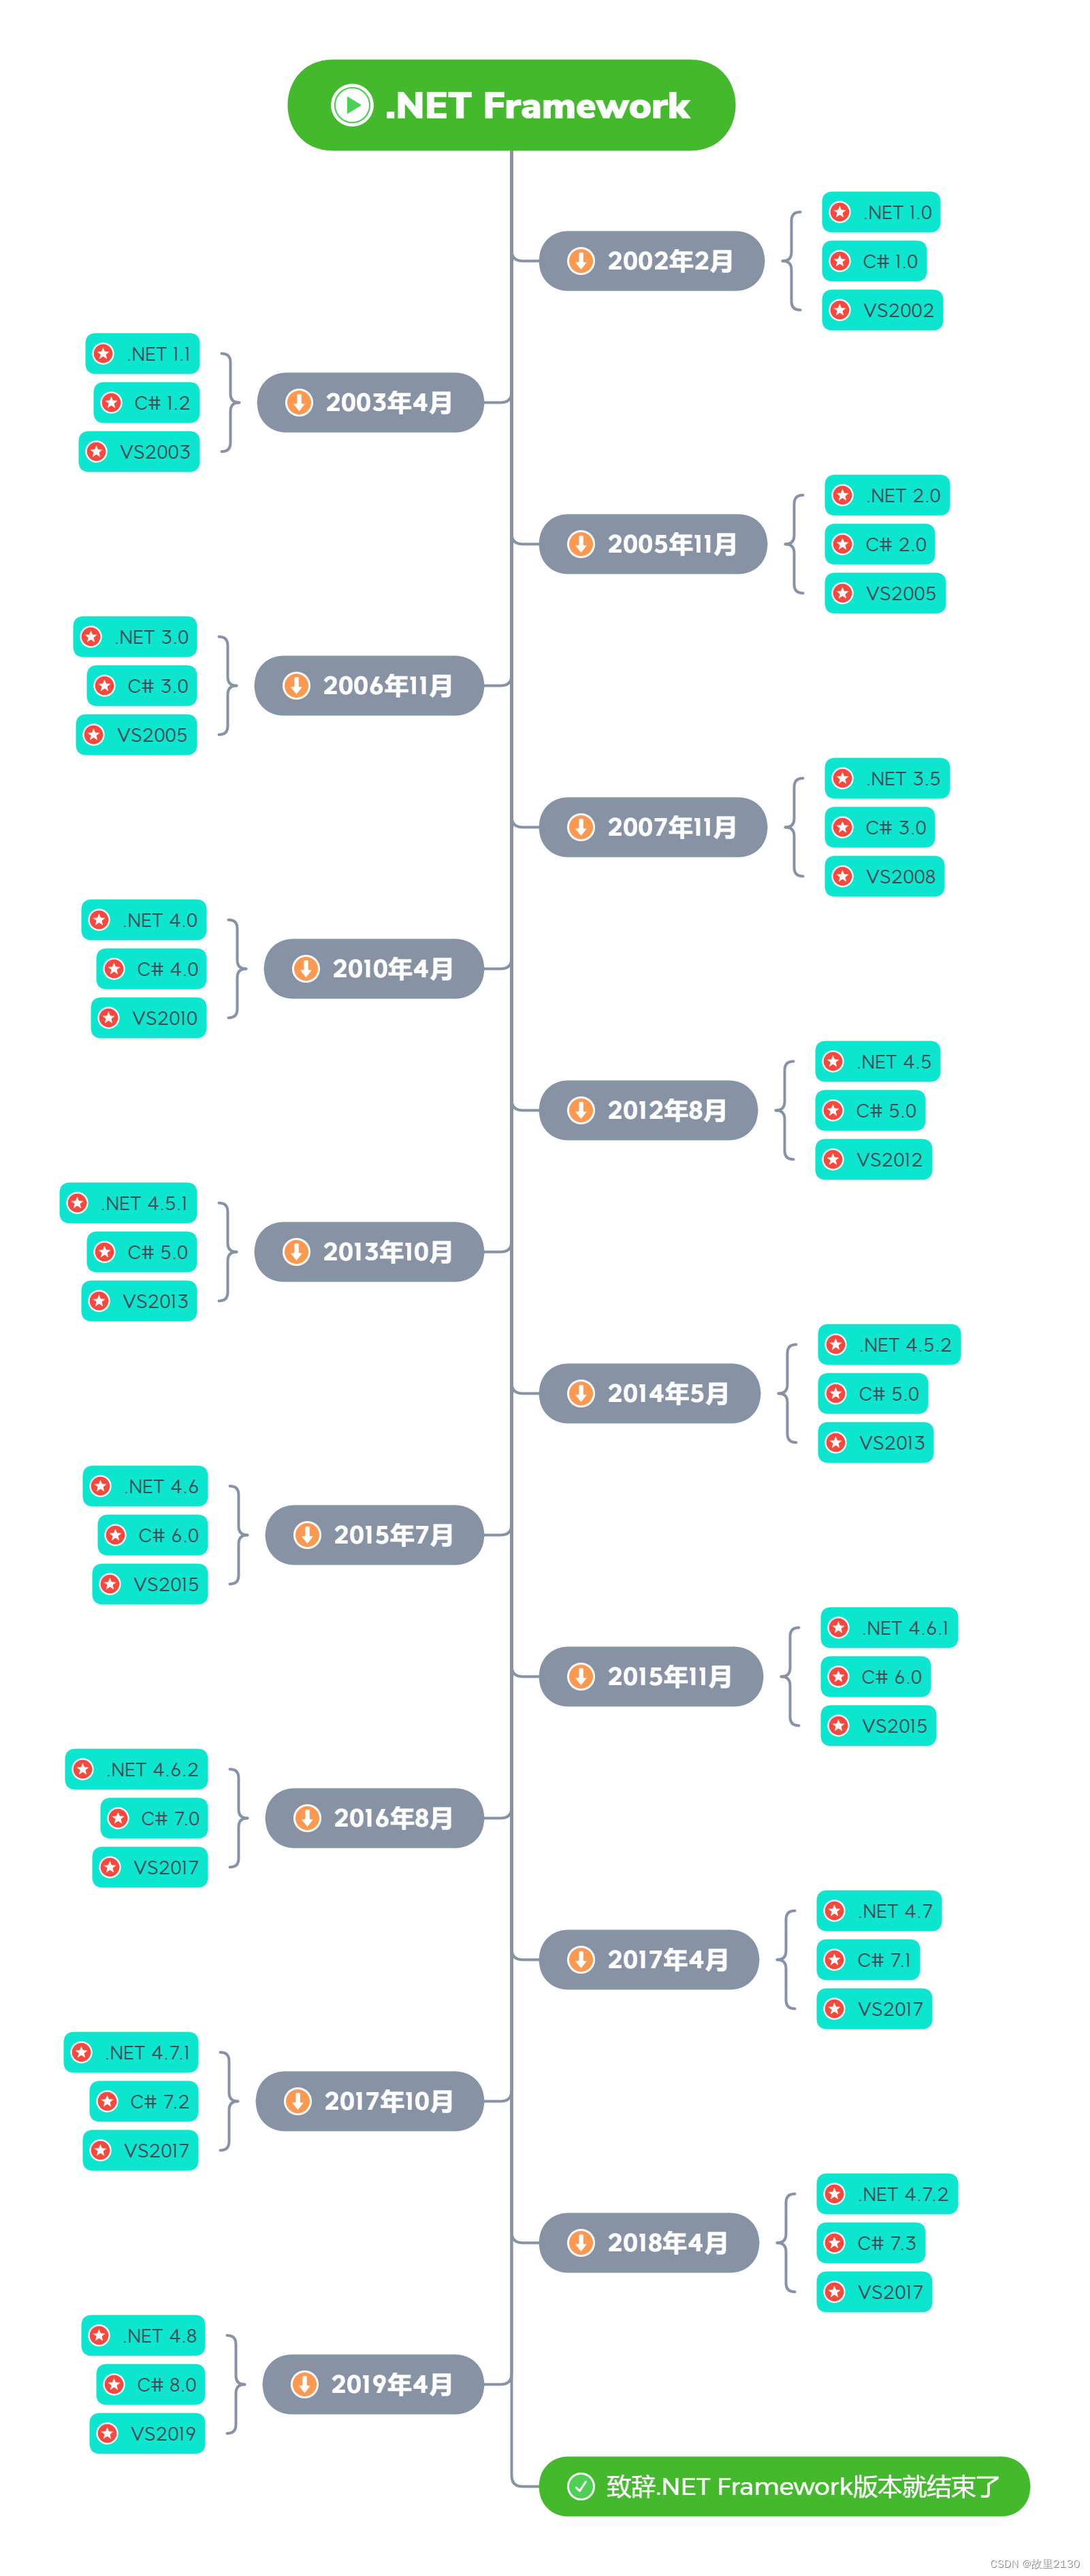 .NET Framework
2002年2月
.NET 1.0
C# 1.0
VS2002
2003年4月
.NET 1.1
C# 1.2
VS2003
2005年11月
.NET 2.0
C# 2.0
VS2005
2006年11月
.NET 3.0
C# 3.0
VS2005
2007年11月
.NET 3.5
C# 3.0
VS2008
2010年4月
.NET 4.0
C# 4.0
VS2010
2012年8月
.NET 4.5
C# 5.0
VS2012
2013年10月
.NET 4.5.1
C# 5.0
VS2013
2014年5月
.NET 4.5.2
C# 5.0
VS2013
2015年7月
.NET 4.6
C# 6.0
VS2015
2015年11月
.NET 4.6.1
C# 6.0
VS2015
2016年8月
.NET 4.6.2
C# 7.0
VS2017
2017年4月
.NET 4.7
C# 7.1
VS2017
2017年10月
.NET 4.7.1
C# 7.2
VS2017
2018年4月
.NET 4.7.2
C# 7.3
VS2017
2019年4月
.NET 4.8
C# 8.0
VS2019
致辞.NET Framework版本就结束了
CSDN @故里2130